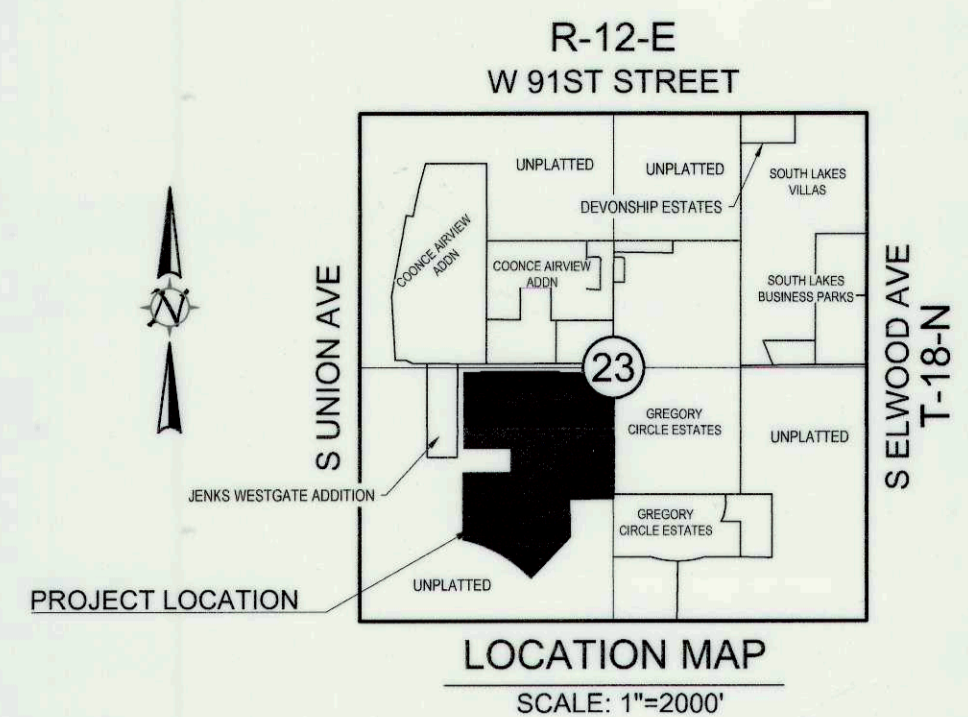 R-12-E
W 91ST STREET
UNPLATTED
UNPLATTED
SOUTH LAKES
VILLAS
DEVONSHIP ESTATES
COONCE AIRVIEW
ADDN
COONCE AIRVIEW
ADDN
SOUTH LAKES
BUSINESS PARKS
S UNION AVE
S ELWOOD AVE
T-18-N
N
23
GREGORY
CIRCLE ESTATES
UNPLATTED
JENKS WESTGATE ADDITION
GREGORY
CIRCLE ESTATES
UNPLATTED
PROJECT LOCATION
LOCATION MAP
SCALE: 1"=2000'